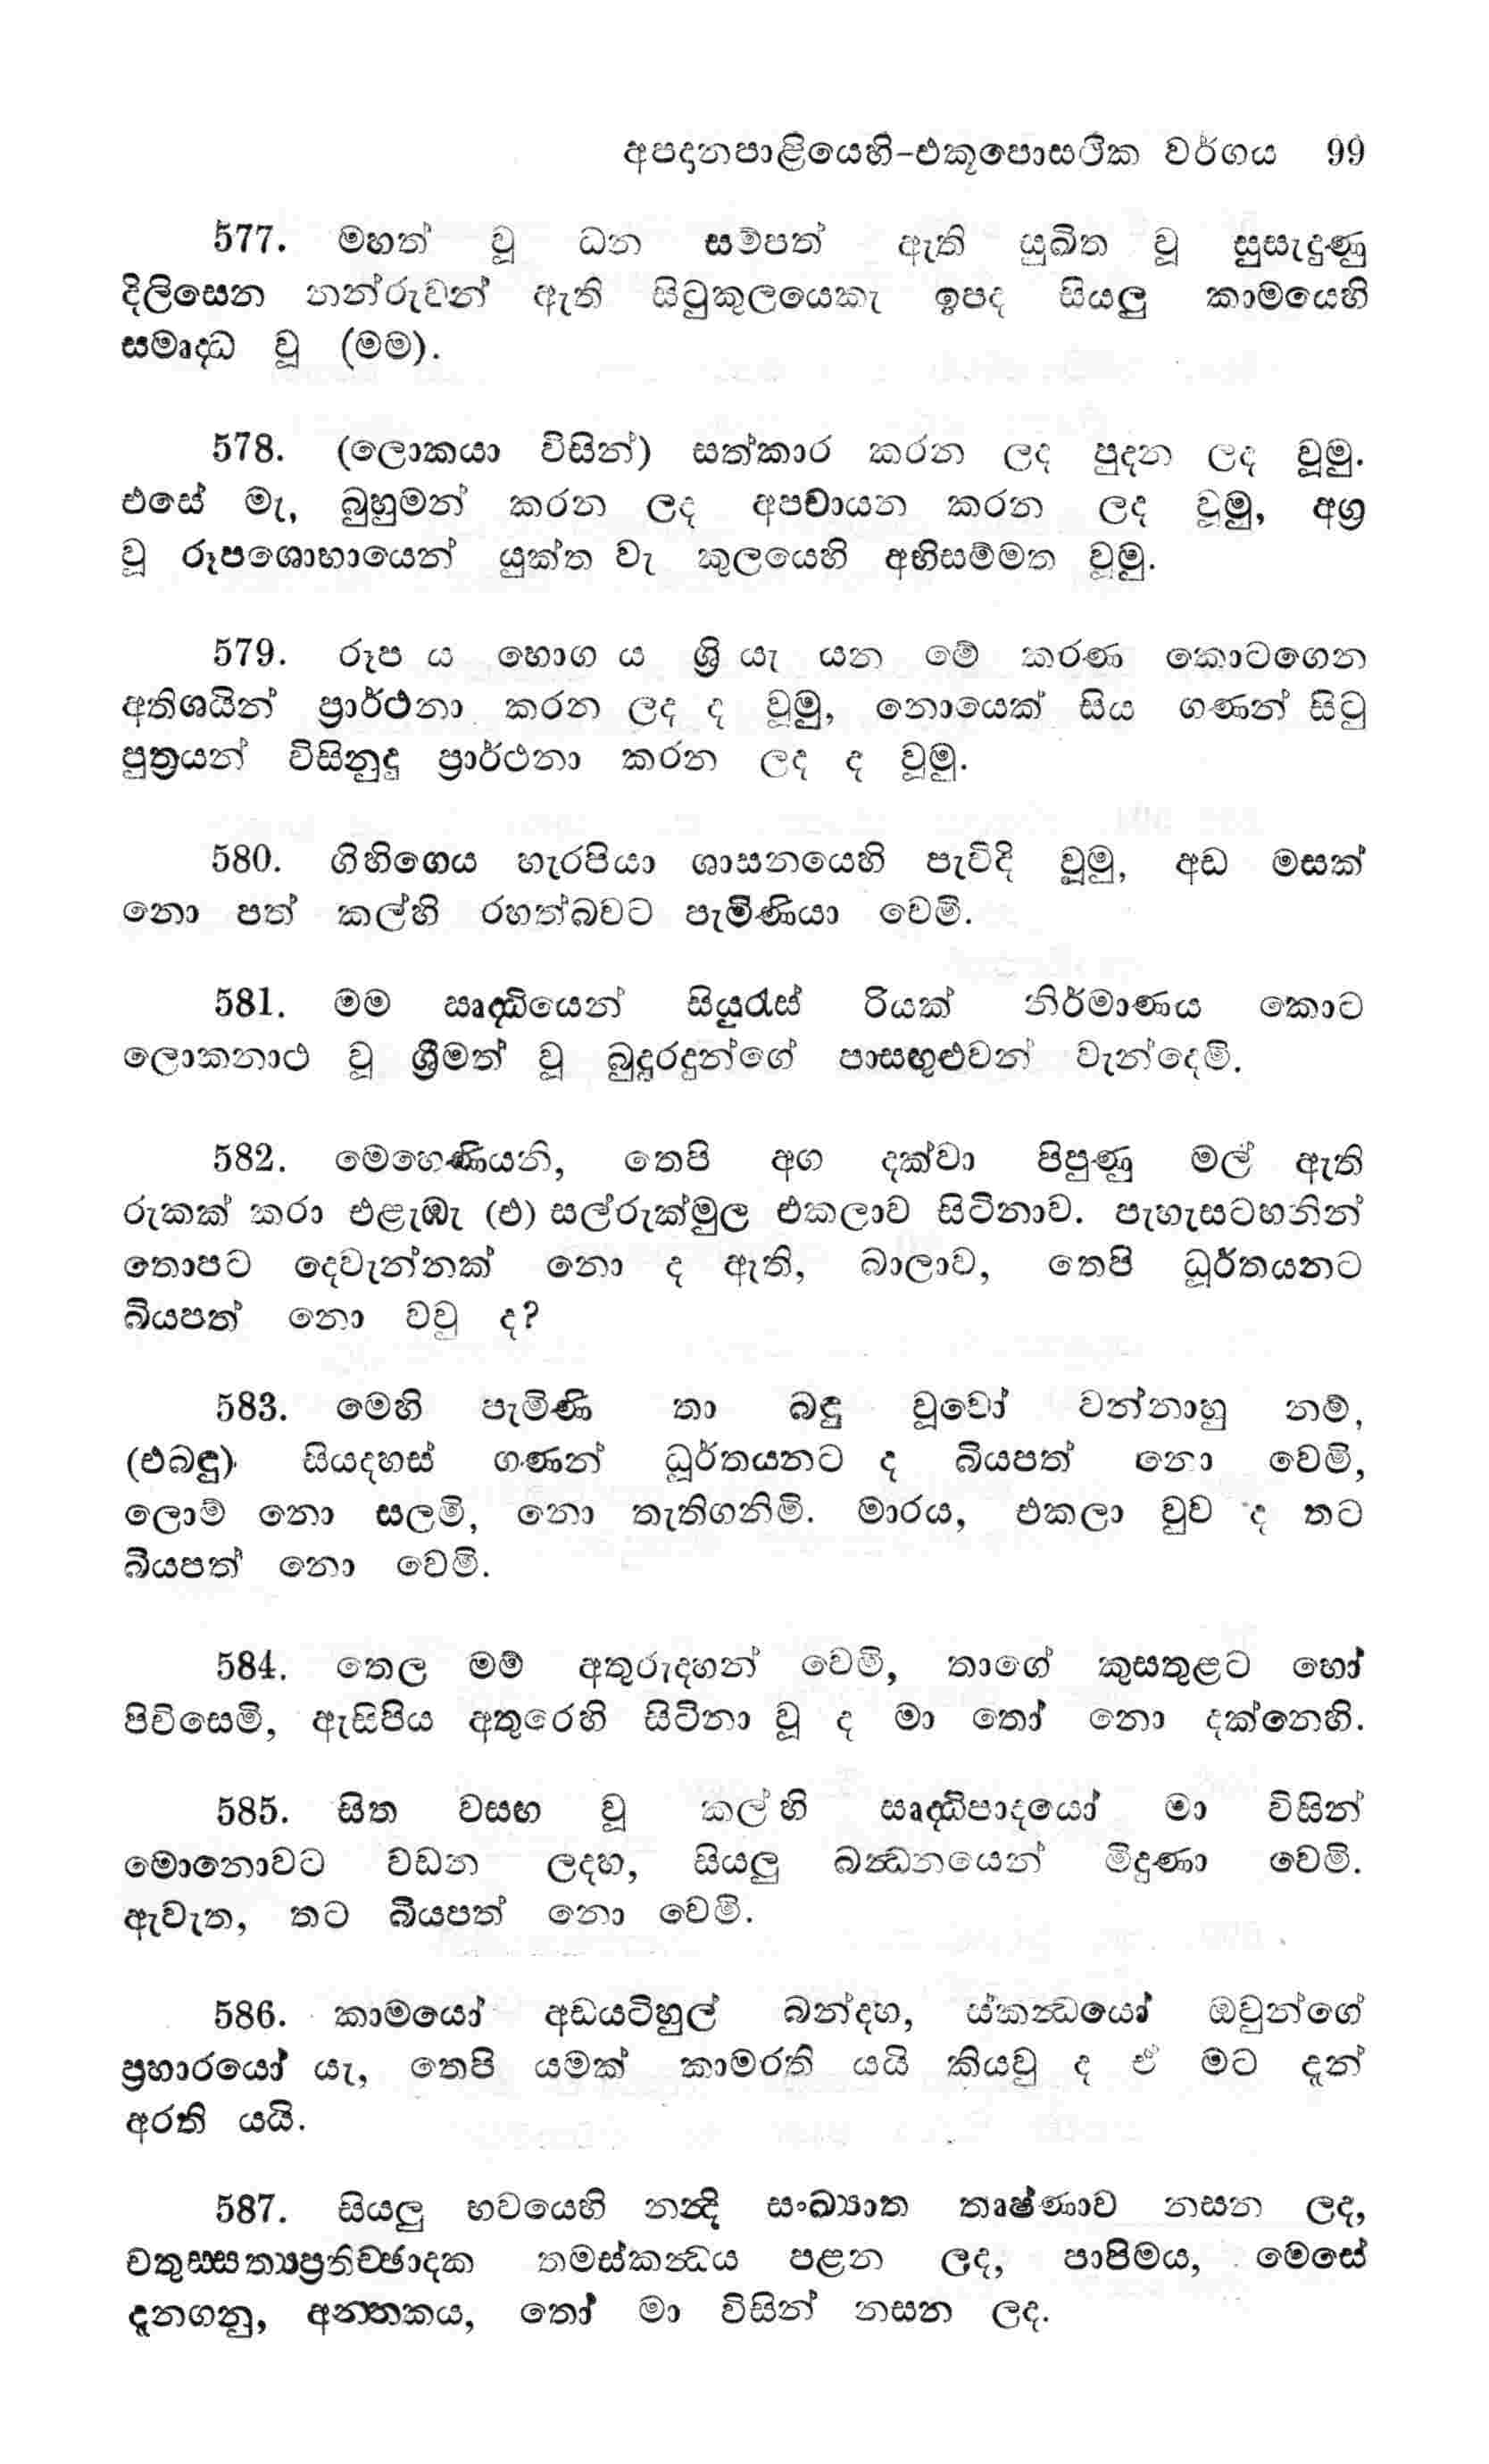 අපදානපාළියෙහි-එකූපොසථික වර්ගය 99
577. මහත් වූ ධන සම්පත් ඇති යුඛිත වූ සුසැදුණු
දිලිසෙන නන්රුවන් ඇති සිටුකුලයෙකැ ඉපද සියලු කාමයෙහි
සමෘද්ධ වූ (මම).
578. (ලොකයා විසින්) සත්කාර කරන ලද පුදන ලද වූමු.
එසේ මැ, බුහුමන් කරන ලද අපචායන කරන ලද වූමු, අග්‍ර
වූ රූපශොභායෙන් යුක්ත වැ කුලයෙහි අභිසම්මත වූමු.
579. රූප ය භොග ය ශ්‍රි යැ යන මේ කරණ කොටගෙන
අතිශයින් ප්‍රාර්ථනා කරන ලද ද වූමු, නොයෙක් සිය ගණන් සිටු
පුත්‍රයන් විසිනුදු ප්‍රාර්ථනා කරන ලද ද වූමු.
580. ගිහිගෙය හැරපියා ශාසනයෙහි පැවිදි වූමු, අඩ මසක්
නො පත් කල්හි රහත්බවට පැමිණියා වෙමි.
581. මම ඍද්ධියෙන් සියුරැස් රියක් නිර්මාණය කොට
ලොකනාථ වූ ශ්‍රීමත් වූ බුදුරදුන්ගේ පාසඟුළුවන් වැන්දෙමි.
582. මෙහෙණියනි, තෙපි අග දක්වා පිපුණු මල් ඇති
රුකක් කරා එළැඹැ (එ) සල්රුක්මුල එකලාව සිටිනාව. පැහැසටහනින්
තොපට දෙවැන්නක් නො ද ඇති, බාලාව, තෙපි ධූර්තයනට
බියපත් නො වවු ද?
583. මෙහි පැමිණි තා බඳු වූවෝ වන්නාහු නම්,
(එබඳු) සියදහස් ගණන් ධූර්තයනට ද බියපත් නො වෙමි,
ලොම් නො සලමි, නො තැතිගනිමි. මාරය, එකලා වුව ද තට
බියපත් නො වෙමි.
584. තෙල මම් අතුරුදහන් වෙමි, තාගේ කුසතුළට හෝ
පිවිසෙමි, ඇසිපිය අතුරෙහි සිටිනා වූ ද මා තෝ නො දක්නෙහි.
585. සිත වසඟ වූ කල්හි ඍද්ධිපාදයෝ මා විසින්
මොනොවට වඩන ලදහ, සියලු බන්ධනයෙන් මිදුණා වෙමි.
ඇවැත, තට බියපත් නො වෙමි.
586. කාමයෝ අඩයටිහුල් බන්දහ, ස්කන්ධයෝ ඔවුන්ගේ
ප්‍රහාරයෝ යැ, තෙපි යමක් කාමරති යයි කියවු ද ඒ මට දැන්
අරති යයි.
587. සියලු භවයෙහි නන්දි සංඛ්‍යාත තෘෂ්ණාව නසන ලද,
චතුස්සත්‍යප්‍රතිච්ඡාදක තමස්කන්ධය පළන ලද, පාපිමය, මෙසේ
දැනගනු, අන්තකය, තෝ මා විසින් නසන ලද.